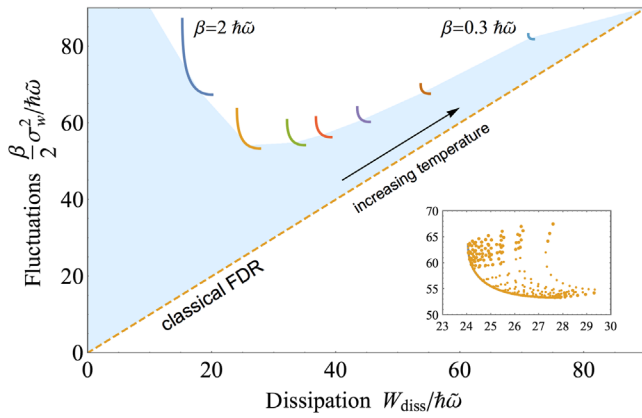 β=2 ℏω̃
β=0.3 ℏω̃
Fluctuations β/2 σ_w^2/ℏω̃
80
60
40
20
0
increasing temperature
classical FDR
70
65
60
55
50
23 24 25 26 27 28 29 30
0 20 40 60 80
Dissipation W_diss/ℏω̃